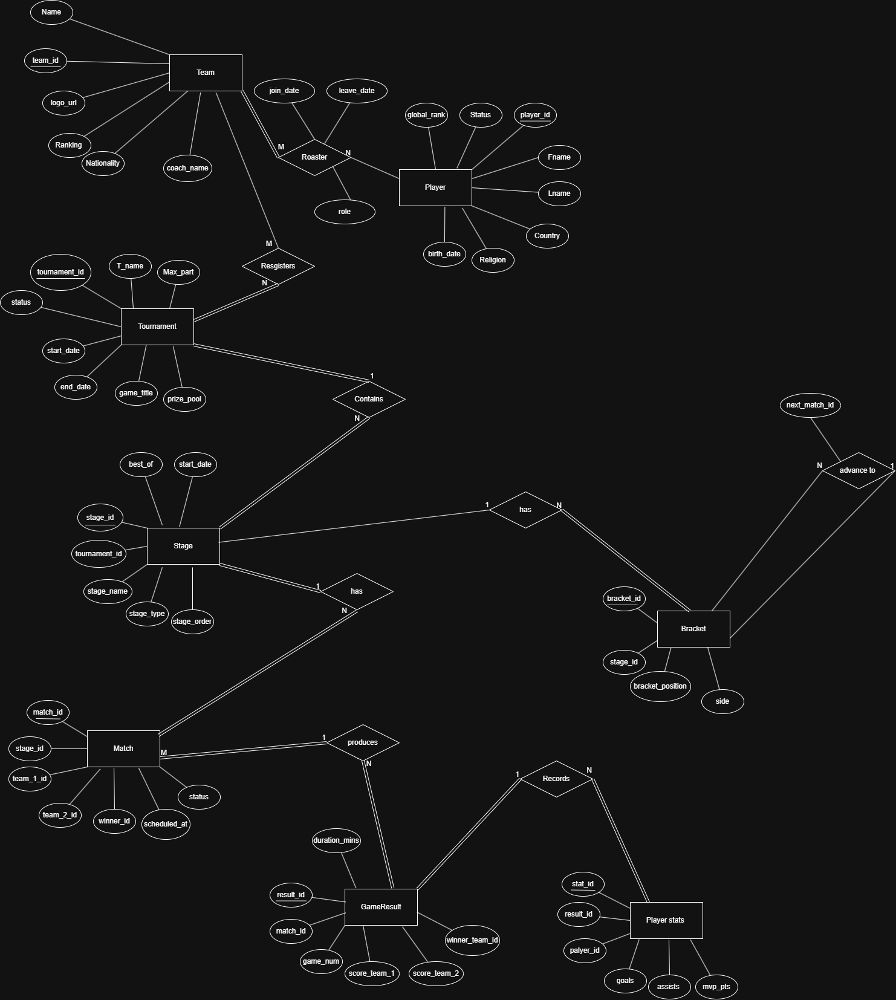 Name
team_id
Team
logo_url
Ranking
Nationality
coach_name
join_date
leave_date
M
Roaster
N
role
global_rank
Status
player_id
Fname
Player
Lname
Country
birth_date
Religion
M
Resgisters
N
tournament_id
T_name
Max_part
status
Tournament
start_date
end_date
game_title
prize_pool
1
Contains
N
next_match_id
N
advance to
1
best_of
start_date
stage_id
Stage
tournament_id
stage_name
stage_type
stage_order
1
has
N
1
has
N
bracket_id
Bracket
stage_id
bracket_position
side
match_id
stage_id
Match
team_1_id
team_2_id
winner_id
scheduled_at
status
M
1
produces
N
1
Records
N
duration_mins
result_id
GameResult
match_id
game_num
score_team_1
score_team_2
winner_team_id
stat_id
result_id
Player stats
palyer_id
goals
assists
mvp_pts